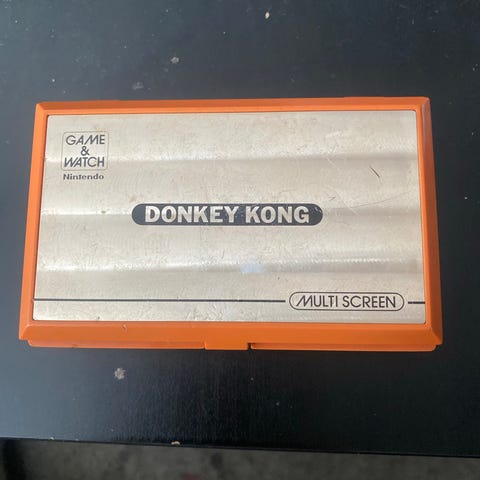 GAME
&
WATCH
Nintendo
DONKEY KONG
MULTI SCREEN